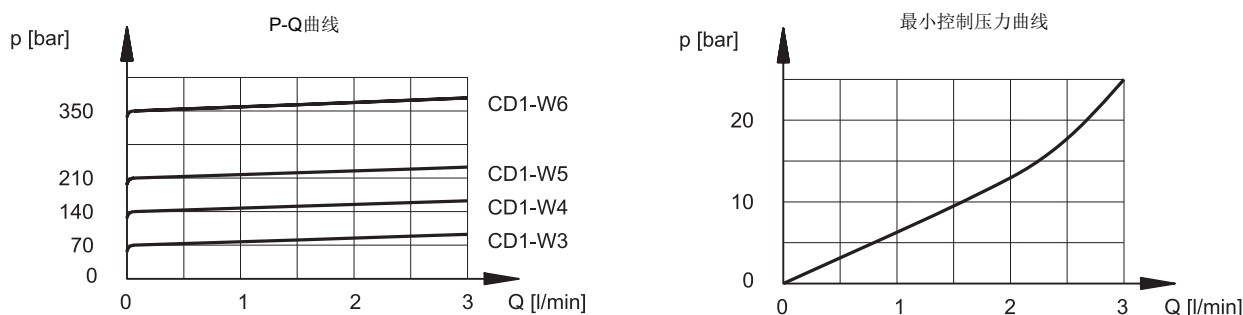 P-Q曲线
p [bar]
350
210
140
70
0
CD1-W6
CD1-W5
CD1-W4
CD1-W3
0 1 2 3 Q [l/min]
最小控制压力曲线
p [bar]
20
10
0
0 1 2 3 Q [l/min]